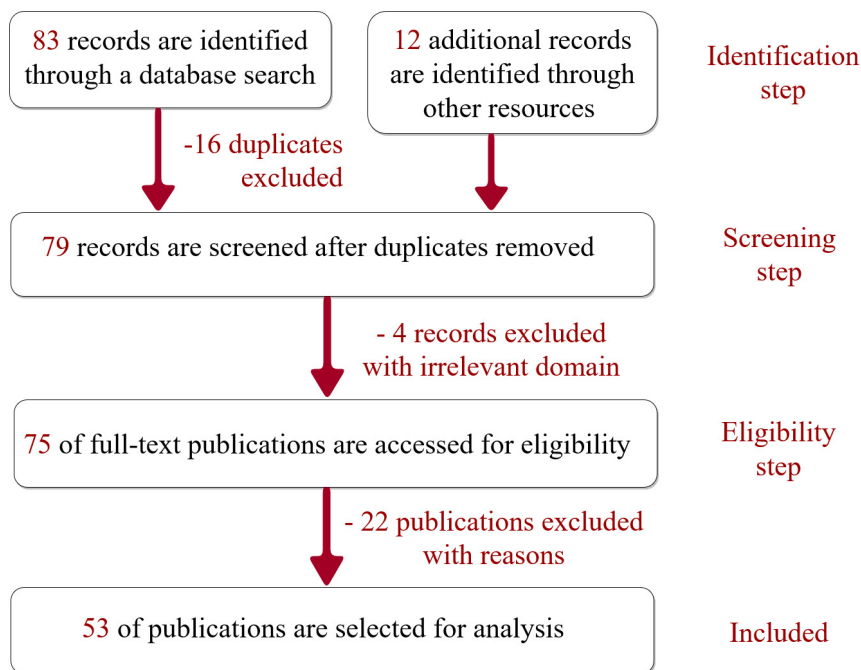 83 records are identified
through a database search
12 additional records
are identified through
other resources
Identification
step
-16 duplicates
excluded
79 records are screened after duplicates removed
Screening
step
- 4 records excluded
with irrelevant domain
75 of full-text publications are accessed for eligibility
Eligibility
step
- 22 publications excluded
with reasons
53 of publications are selected for analysis
Included